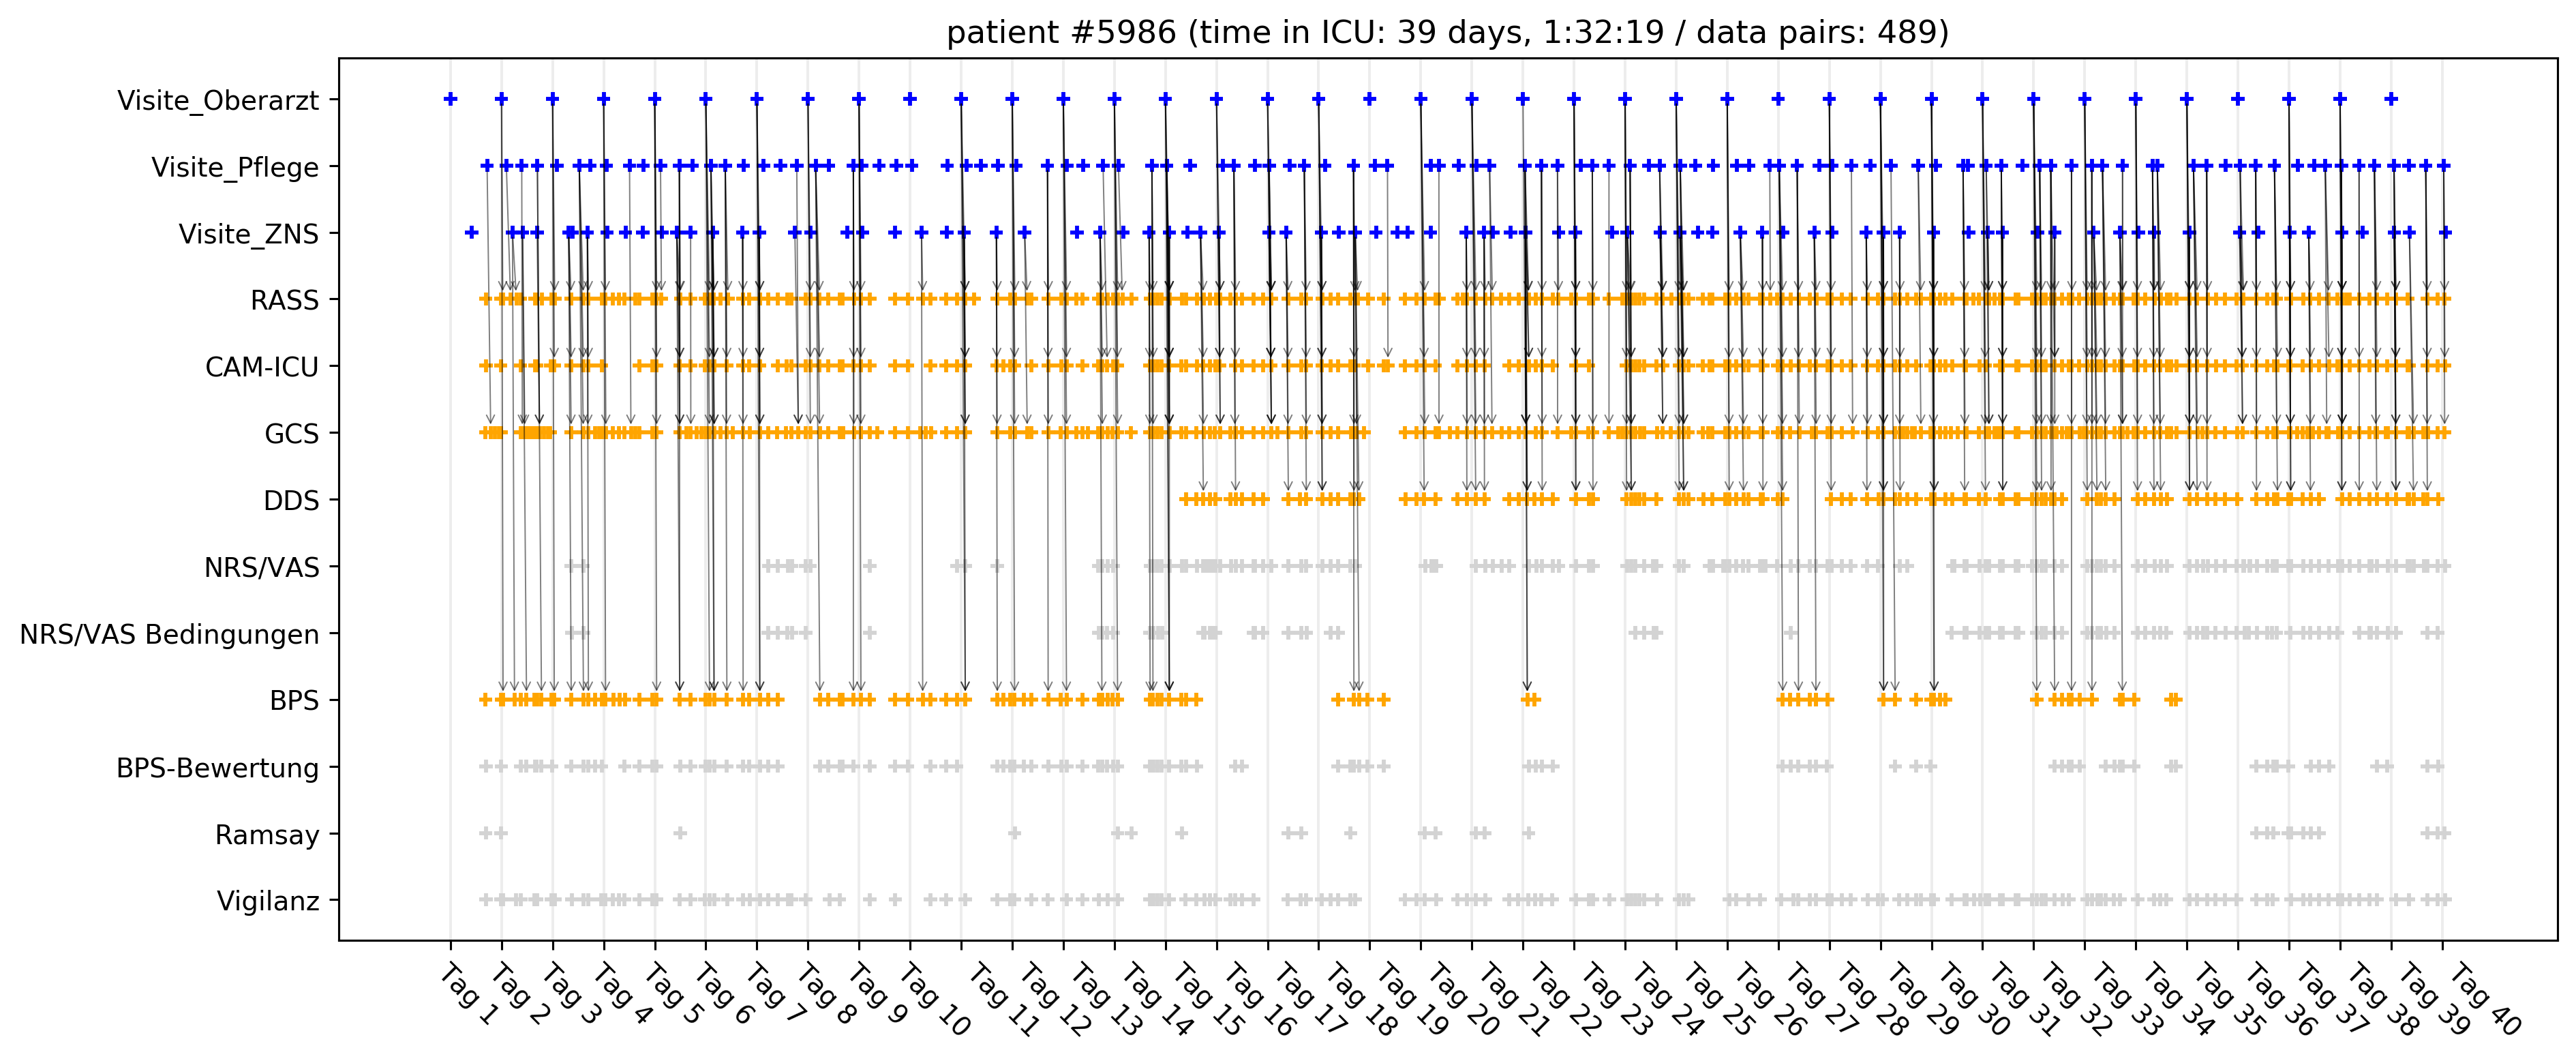 patient #5986 (time in ICU: 39 days, 1:32:19 / data pairs: 489)
Visite_Oberarzt
Visite_Pflege
Visite_ZNS
RASS
CAM-ICU
GCS
DDS
NRS/VAS
NRS/VAS Bedingungen
BPS
BPS-Bewertung
Ramsay
Vigilanz
Tag 1
Tag 2
Tag 3
Tag 4
Tag 5
Tag 6
Tag 7
Tag 8
Tag 9
Tag 10
Tag 11
Tag 12
Tag 13
Tag 14
Tag 15
Tag 16
Tag 17
Tag 18
Tag 19
Tag 20
Tag 21
Tag 22
Tag 23
Tag 24
Tag 25
Tag 26
Tag 27
Tag 28
Tag 29
Tag 30
Tag 31
Tag 32
Tag 33
Tag 34
Tag 35
Tag 36
Tag 37
Tag 38
Tag 39
Tag 40